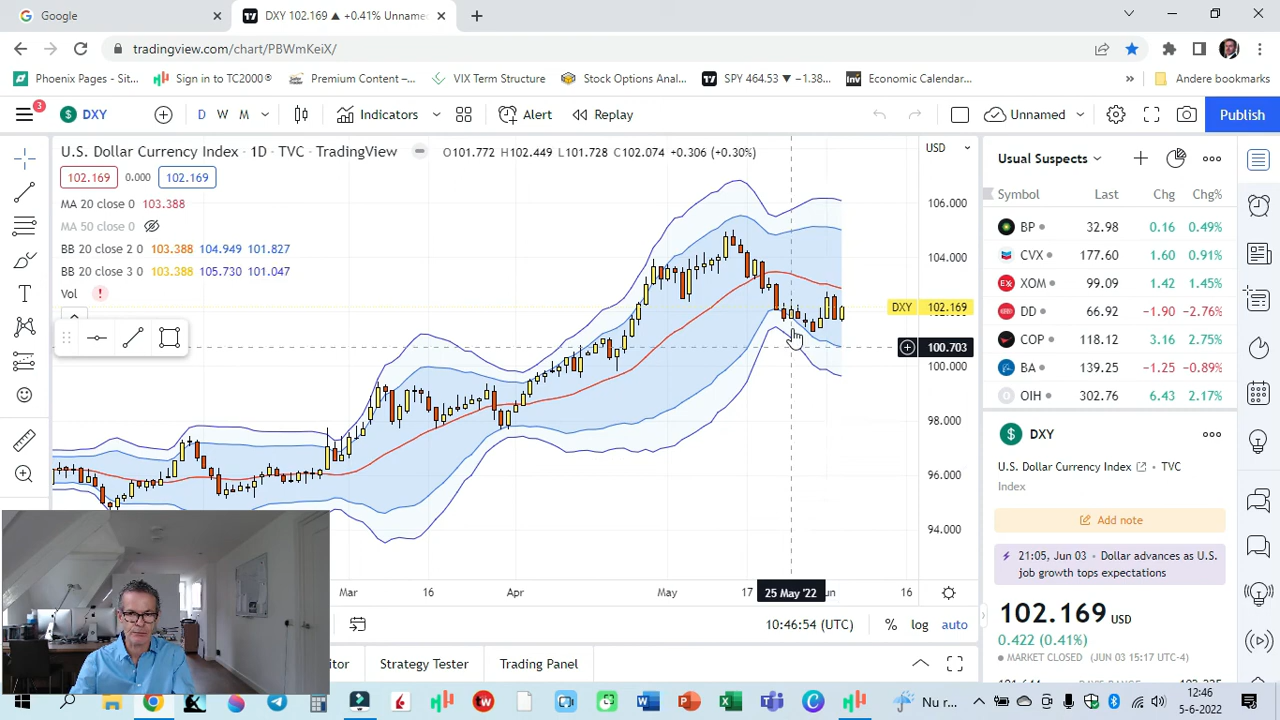 Google
DXY 102.169 ▲ +0.41% Unname
tradingview.com/chart/PBWmKeiX/
Phoenix Pages - Sit...
Sign in to TC2000®
Premium Content –...
VIX Term Structure
Stock Options Anal...
SPY 464.53 ▼ −1.38...
Economic Calendar...
»
Andere bookmarks
3
DXY
D W M
Indicators
Alert
Replay
Unnamed
Publish
U.S. Dollar Currency Index · 1D · TVC · TradingView
O101.772 H102.449 L101.728 C102.074 +0.306 (+0.30%)
102.169 0.000 102.169
MA 20 close 0 103.388
MA 50 close 0
BB 20 close 2 0 103.388 104.949 101.827
BB 20 close 3 0 103.388 105.730 101.047
Vol !
USD
106.000
104.000
DXY 102.169
100.703
100.000
98.000
96.000
94.000
Mar 16 Apr May 17 25 May '22 un 16
10:46:54 (UTC) % log auto
itor Strategy Tester Trading Panel
Usual Suspects
Symbol Last Chg Chg%
BP 32.98 0.16 0.49%
CVX 177.60 1.60 0.91%
XOM 99.09 1.42 1.45%
DD 66.92 −1.90 −2.76%
COP 118.12 3.16 2.75%
BA 139.25 −1.25 −0.89%
OIH 302.76 6.43 2.17%
DXY
U.S. Dollar Currency Index · TVC
Index
Add note
21:05, Jun 03 · Dollar advances as U.S.
job growth tops expectations
102.169 USD
0.422 (0.41%)
MARKET CLOSED (JUN 03 15:17 UTC-4)
Nu r...
12:46
5-6-2022